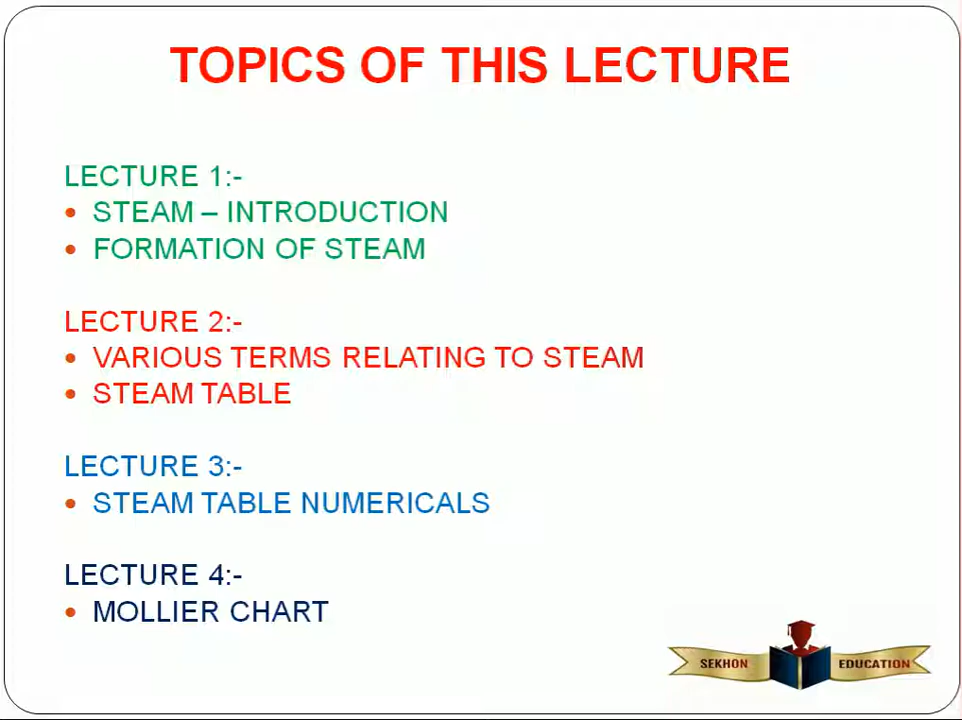 TOPICS OF THIS LECTURE
LECTURE 1:-
• STEAM – INTRODUCTION
• FORMATION OF STEAM
LECTURE 2:-
• VARIOUS TERMS RELATING TO STEAM
• STEAM TABLE
LECTURE 3:-
• STEAM TABLE NUMERICALS
LECTURE 4:-
• MOLLIER CHART
SEKHON EDUCATION